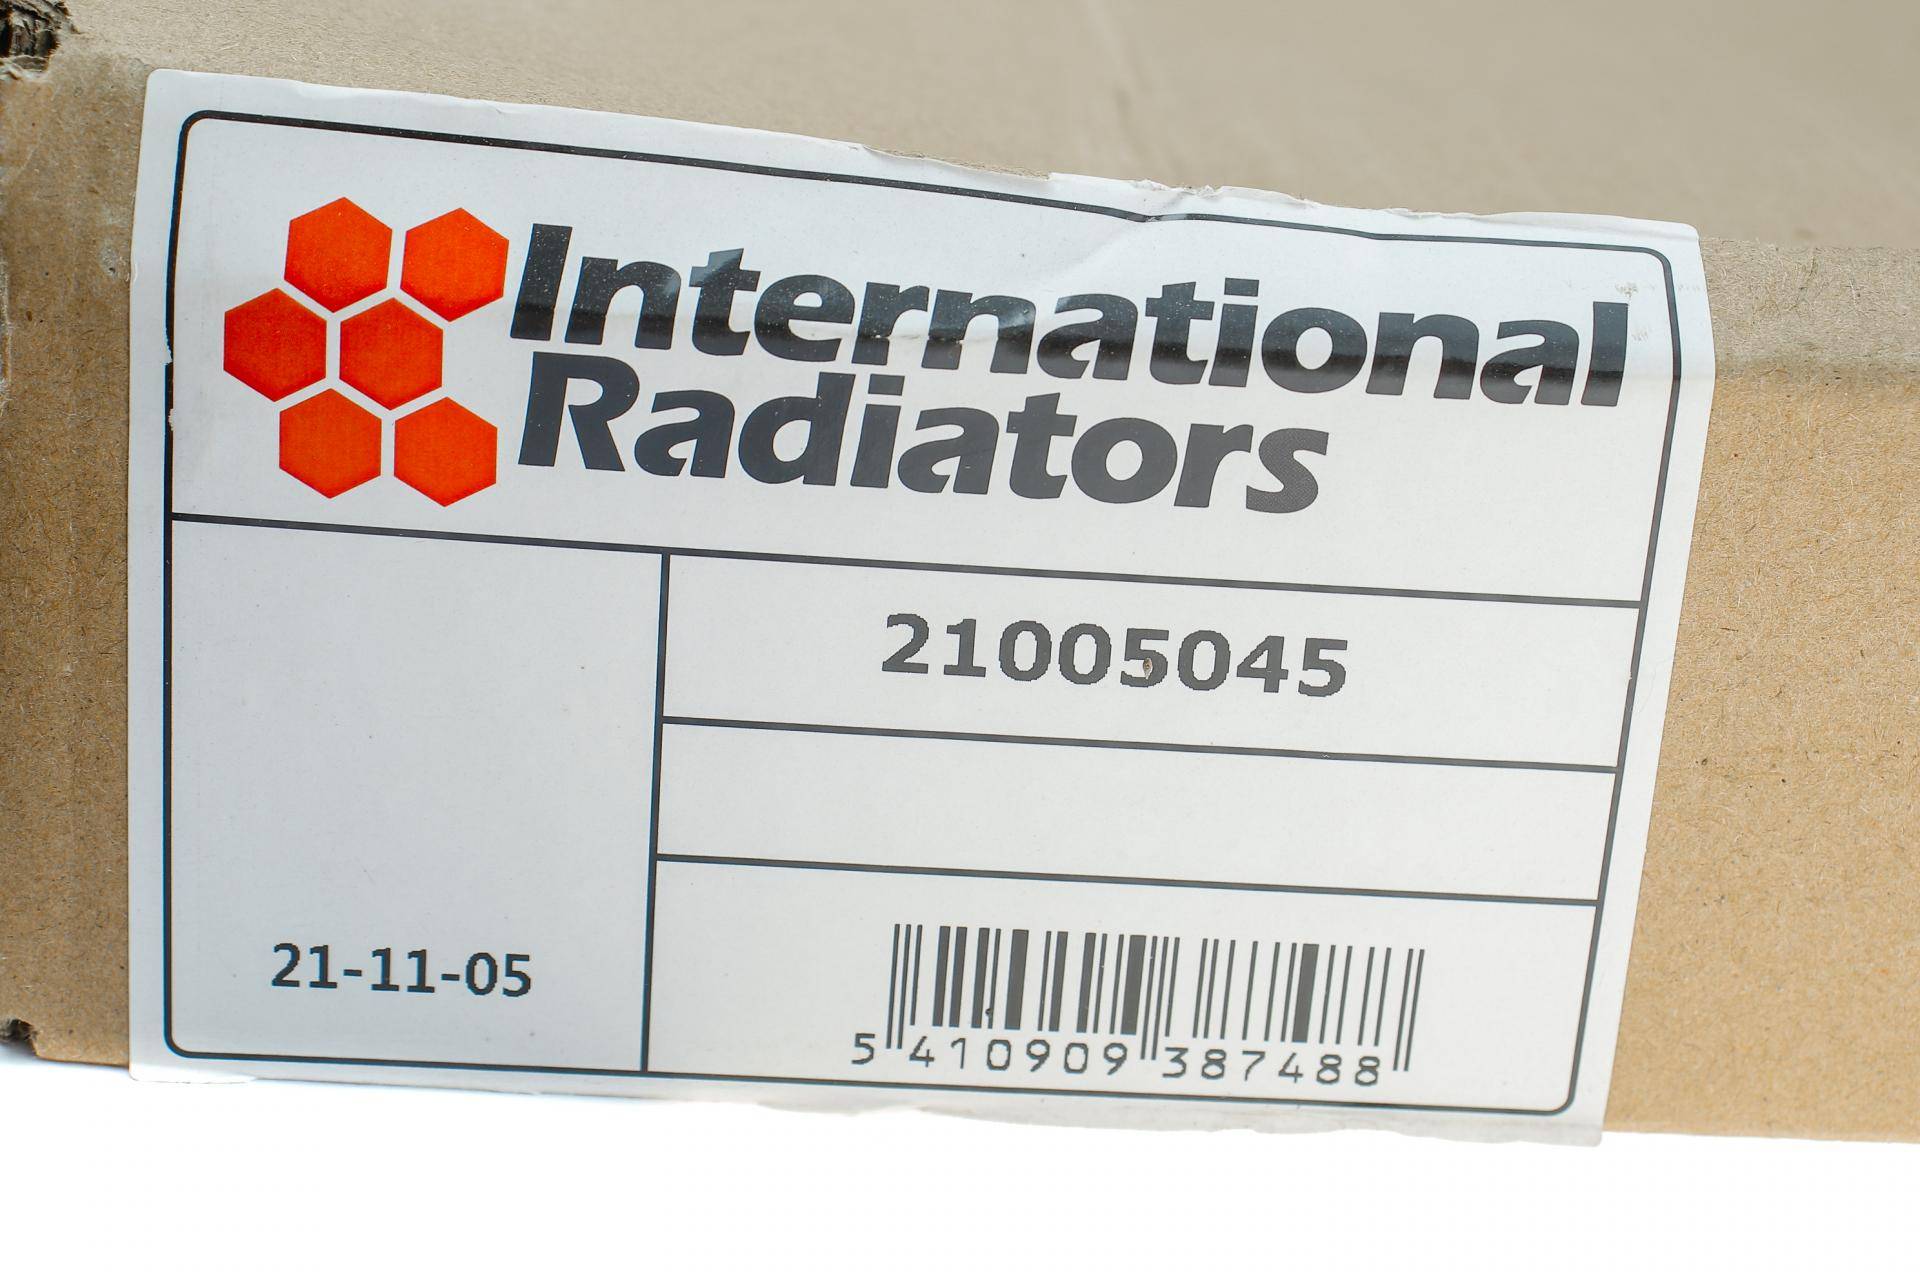 International
Radiators
21005045
21-11-05
5 410909 387488